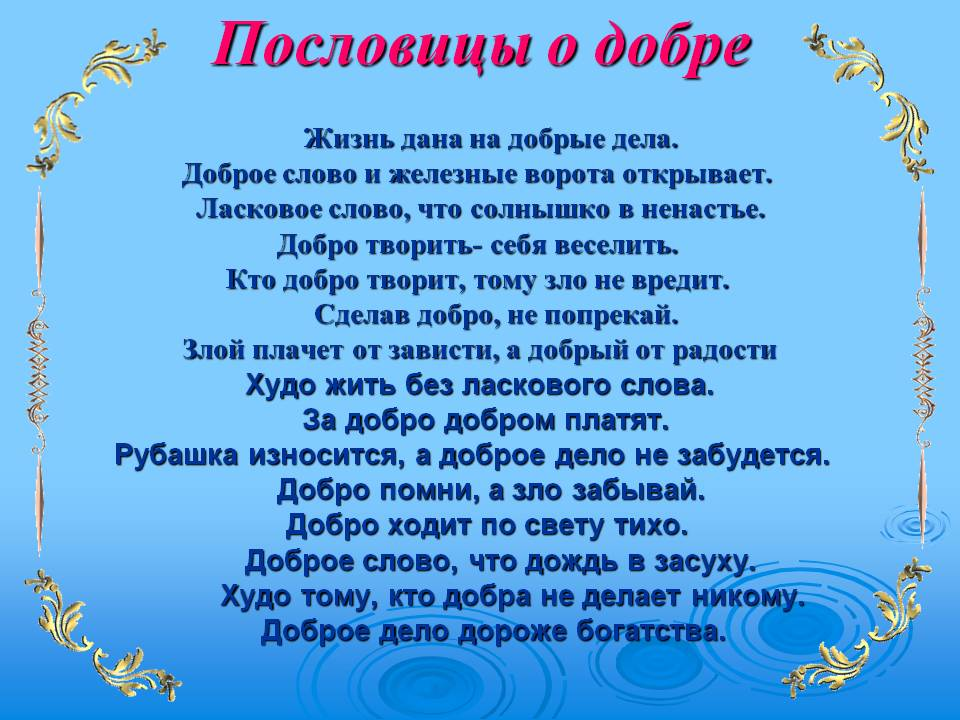 Пословицы о добре
Жизнь дана на добрые дела.
Доброе слово и железные ворота открывает.
Ласковое слово, что солнышко в ненастье.
Добро творить- себя веселить.
Кто добро творит, тому зло не вредит.
Сделав добро, не попрекай.
Злой плачет от зависти, а добрый от радости
Худо жить без ласкового слова.
За добро добром платят.
Рубашка износится, а доброе дело не забудется.
Добро помни, а зло забывай.
Добро ходит по свету тихо.
Доброе слово, что дождь в засуху.
Худо тому, кто добра не делает никому.
Доброе дело дороже богатства.